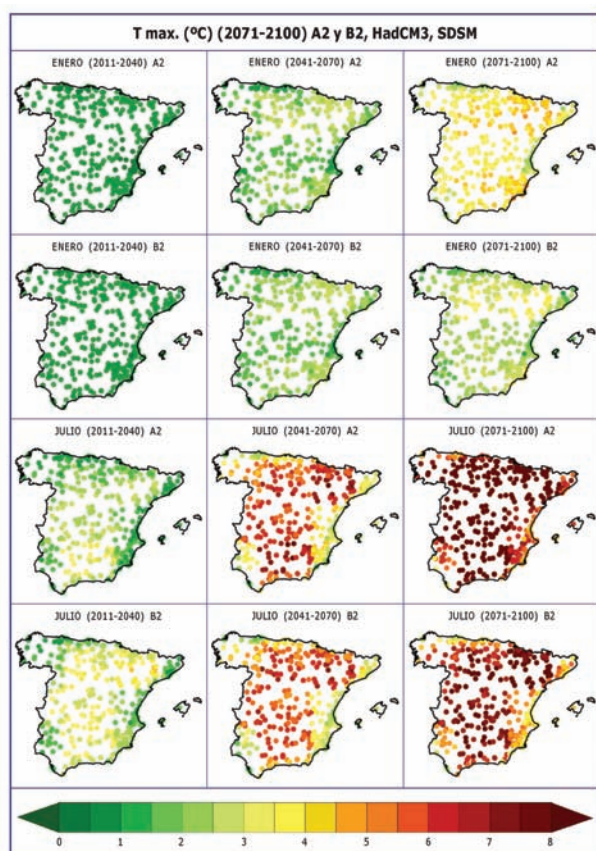 T max. (ºC) (2071-2100) A2 y B2, HadCM3, SDSM
ENERO (2011-2040) A2
ENERO (2041-2070) A2
ENERO (2071-2100) A2
ENERO (2011-2040) B2
ENERO (2041-2070) B2
ENERO (2071-2100) B2
JULIO (2011-2040) A2
JULIO (2041-2070) A2
JULIO (2071-2100) A2
JULIO (2011-2040) B2
JULIO (2041-2070) B2
JULIO (2071-2100) B2
0 1 2 3 4 5 6 7 8